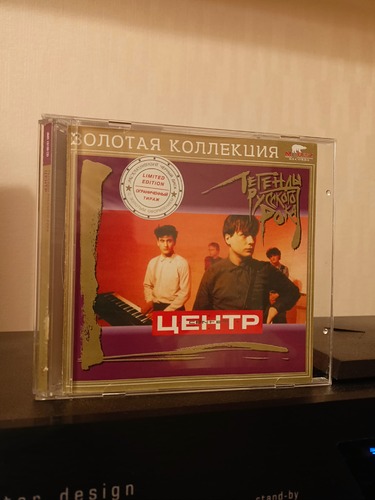 ЗОЛОТАЯ КОЛЛЕКЦИЯ
LIMITED
EDITION
ОГРАНИЧЕННЫЙ
ТИРАЖ
Легенды
Русского
Рока
ЦЕНТР
design
stand-by